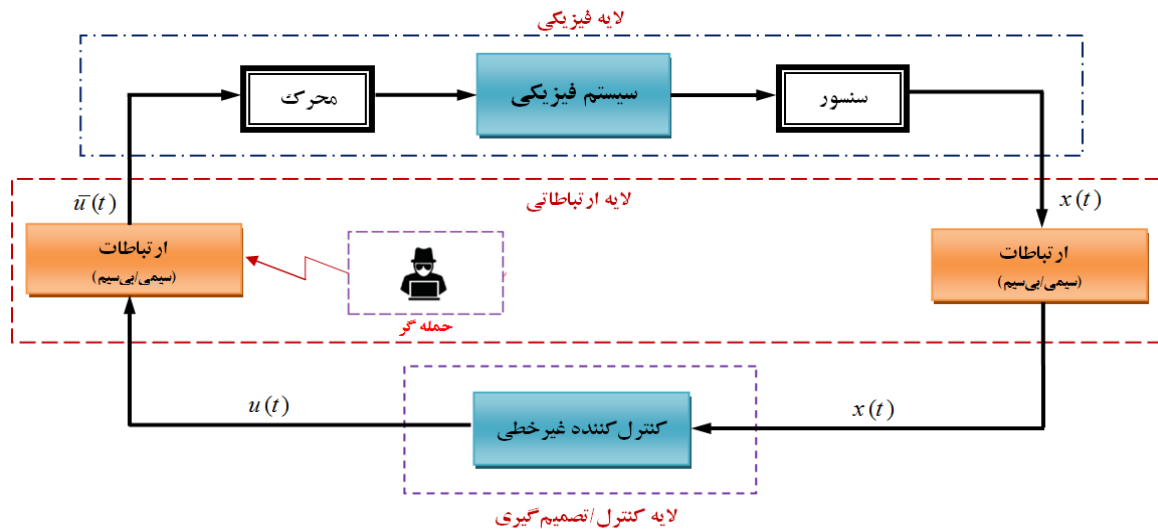 لایه فیزیکی
محرک
سیستم فیزیکی
سنسور
u̅(t)
لایه ارتباطاتی
x(t)
ارتباطات
(سیمی/بی‌سیم)
حمله گر
ارتباطات
(سیمی/بی‌سیم)
u(t)
کنترل‌کننده غیرخطی
x(t)
لایه کنترل/تصمیم‌گیری